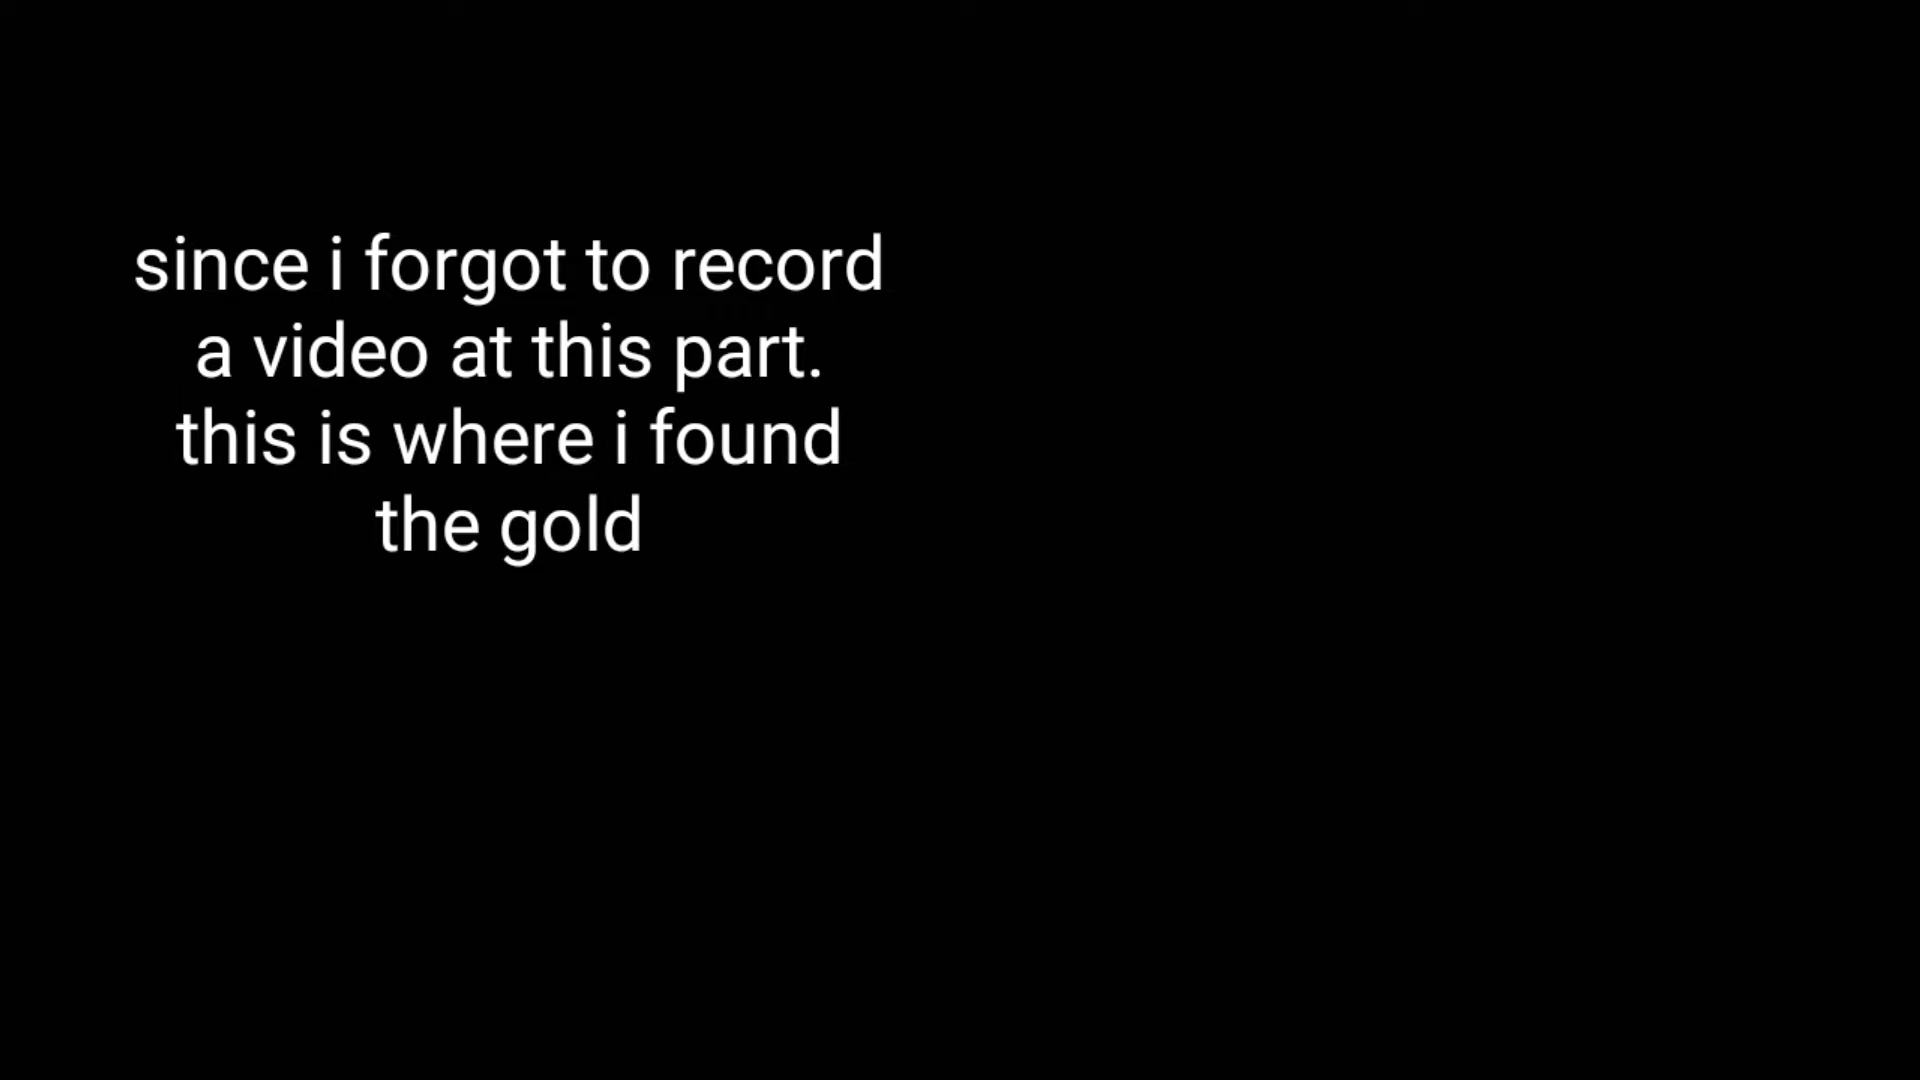 since i forgot to record
a video at this part.
this is where i found
the gold